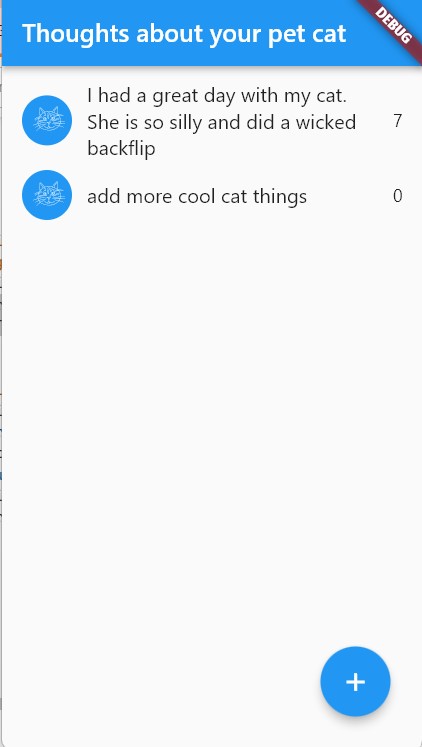 Thoughts about your pet cat
DEBUG
I had a great day with my cat.
She is so silly and did a wicked
backflip
7
add more cool cat things
0
+